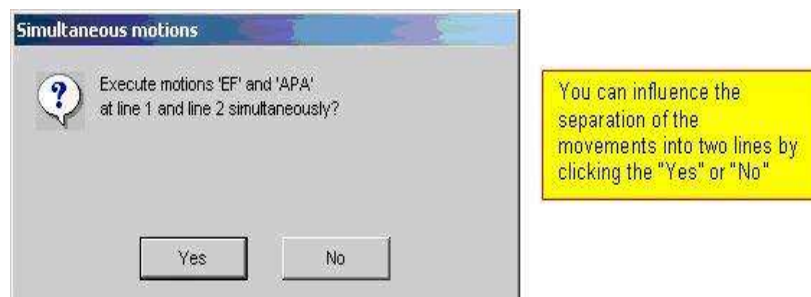 Simultaneous motions
?
Execute motions 'EF' and 'APA'
at line 1 and line 2 simultaneously?
Yes
No
You can influence the
separation of the
movements into two lines by
clicking the "Yes" or "No"